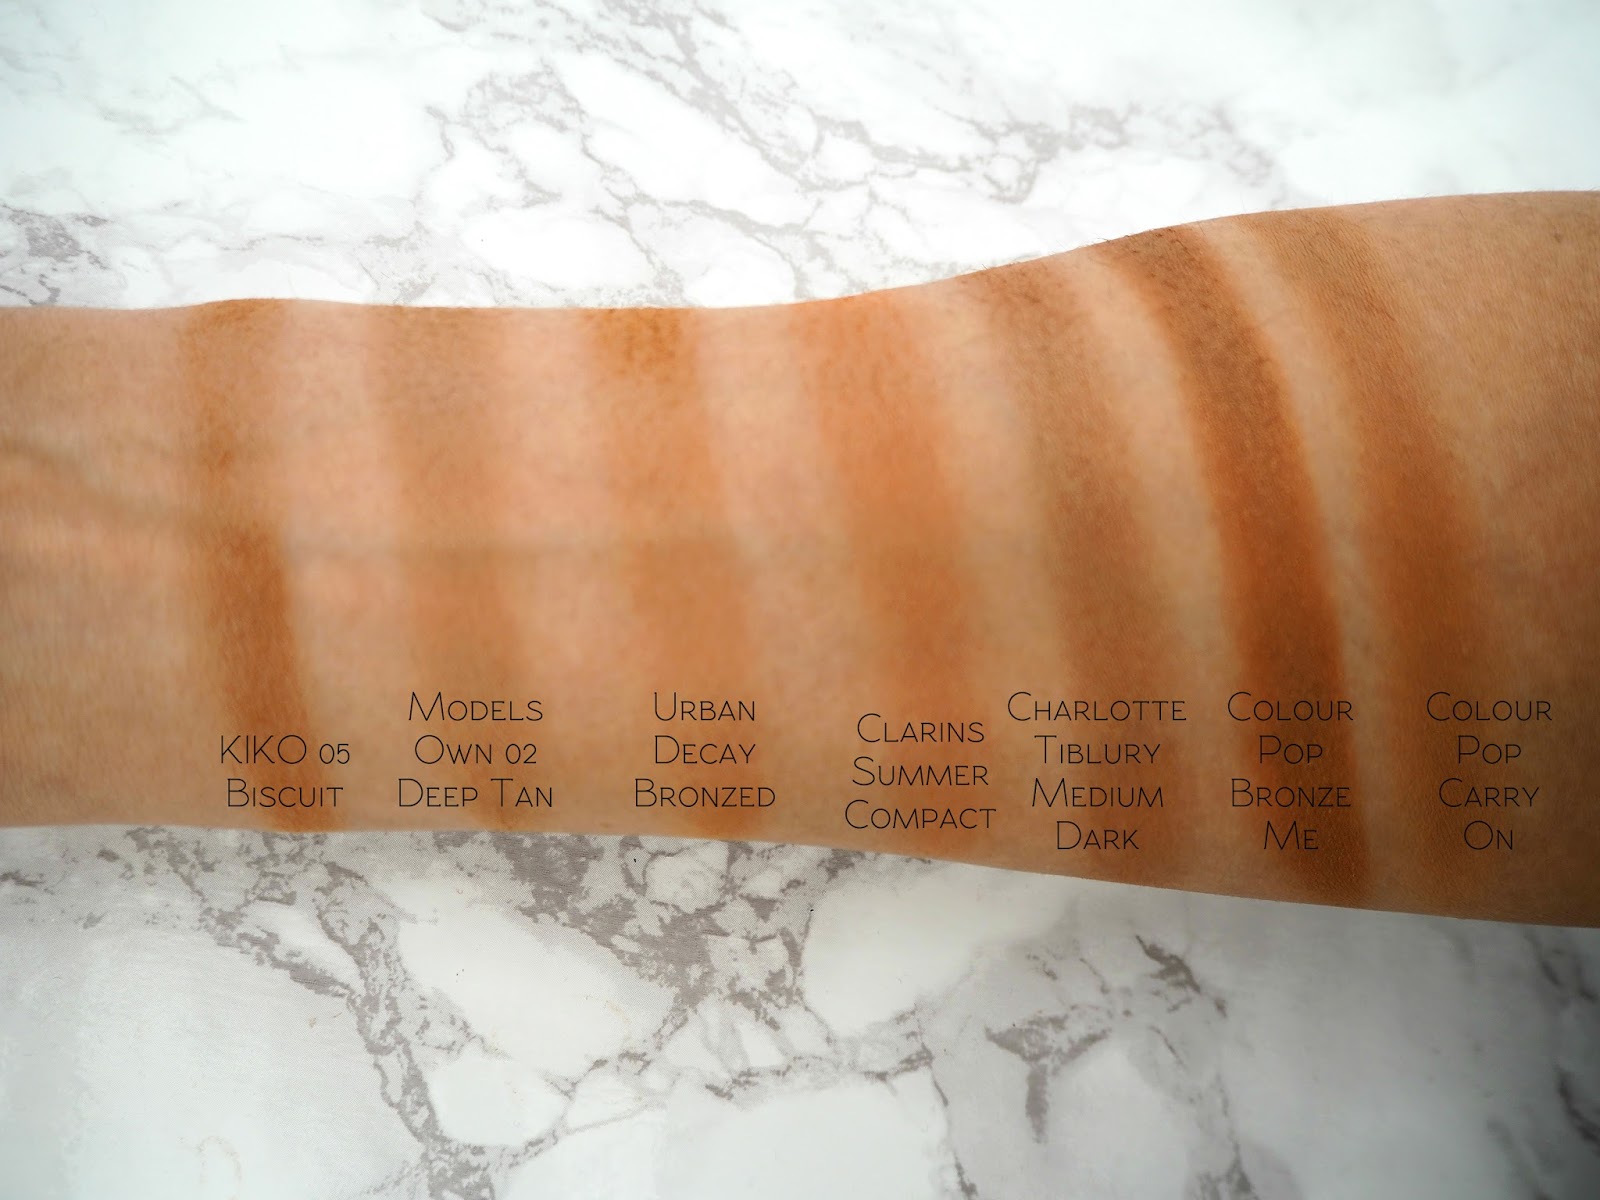 KIKO 05
Biscuit
Models
Own 02
Deep Tan
Urban
Decay
Bronzed
Clarins
Summer
Compact
Charlotte
Tiblury
Medium
Dark
Colour
Pop
Bronze
Me
Colour
Pop
Carry
On